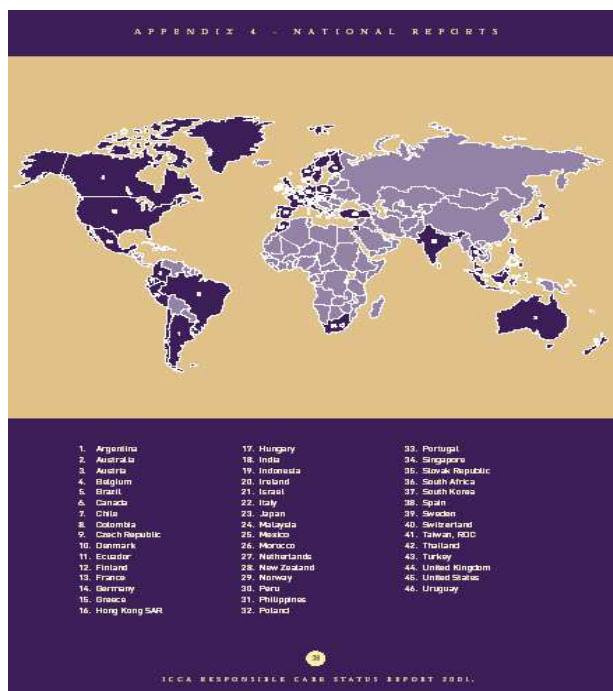 APPENDIX 4 - NATIONAL REPORTS
1. Argentina
2. Australia
3. Austria
4. Belgium
5. Brazil
6. Canada
7. Chile
8. Colombia
9. Czech Republic
10. Denmark
11. Ecuador
12. Finland
13. France
14. Germany
15. Greece
16. Hong Kong SAR
17. Hungary
18. India
19. Indonesia
20. Ireland
21. Israel
22. Italy
23. Japan
24. Malaysia
25. Mexico
26. Morocco
27. Netherlands
28. New Zealand
29. Norway
30. Peru
31. Philippines
32. Poland
33. Portugal
34. Singapore
35. Slovak Republic
36. South Africa
37. South Korea
38. Spain
39. Sweden
40. Switzerland
41. Taiwan, ROC
42. Thailand
43. Turkey
44. United Kingdom
45. United States
46. Uruguay
ICCA RESPONSIBLE CARE STATUS REPORT 2001.